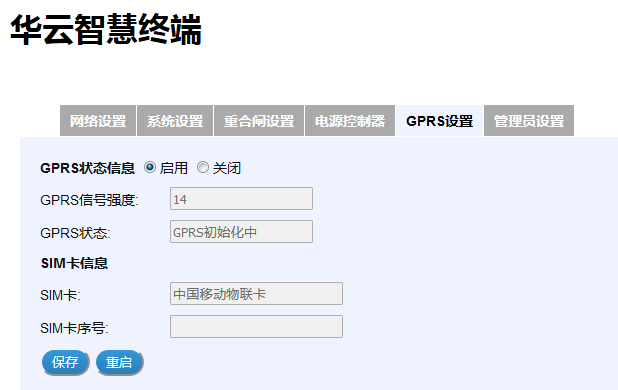 华云智慧终端
网络设置 系统设置 重合闸设置 电源控制器 GPRS设置 管理员设置
GPRS状态信息 启用 关闭
GPRS信号强度: 14
GPRS状态: GPRS初始化中
SIM卡信息
SIM卡: 中国移动物联卡
SIM卡序号:
保存 重启